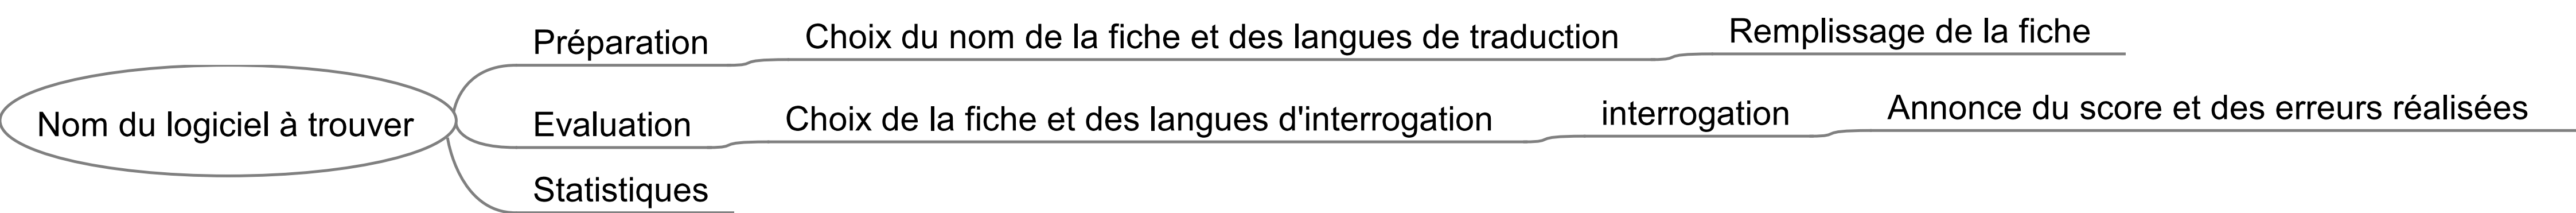 Nom du logiciel à trouver
Préparation
Choix du nom de la fiche et des langues de traduction
Remplissage de la fiche
Evaluation
Choix de la fiche et des langues d'interrogation
interrogation
Annonce du score et des erreurs réalisées
Statistiques